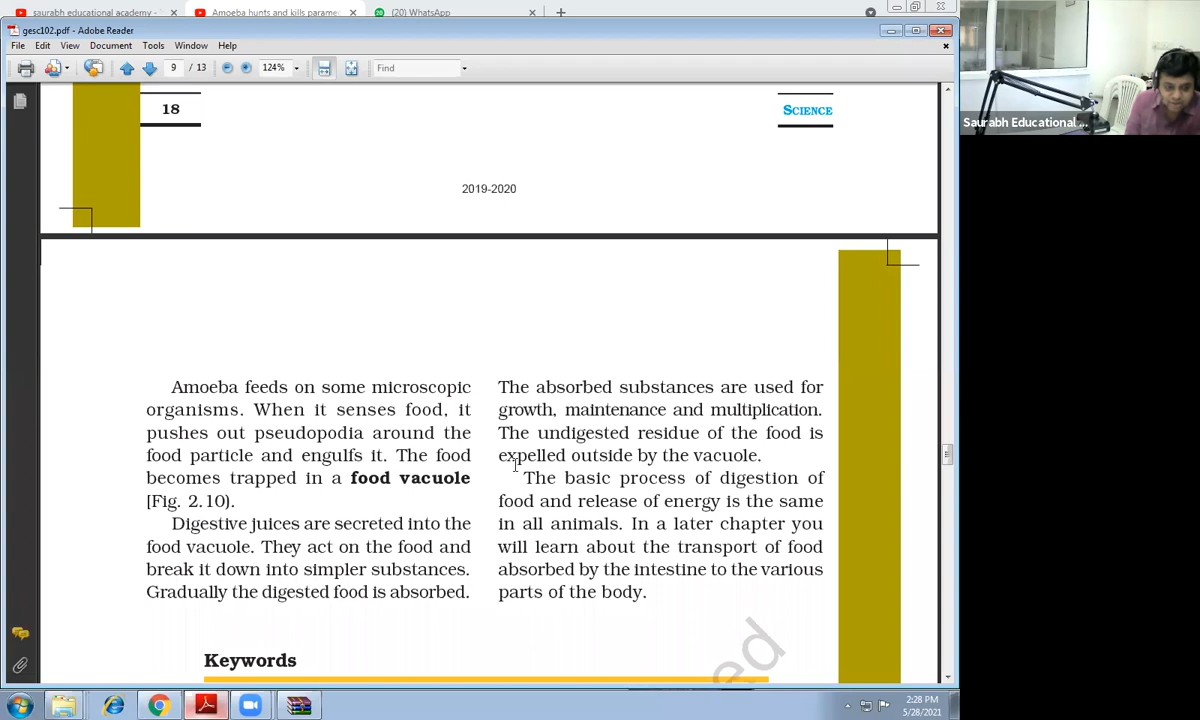 saurabh educational academy -
Amoeba hunts and kills parame
(20) WhatsApp
gesc102.pdf - Adobe Reader
File Edit View Document Tools Window Help
9 / 13 124% Find
18
SCIENCE
2019-2020
Amoeba feeds on some microscopic
organisms. When it senses food, it
pushes out pseudopodia around the
food particle and engulfs it. The food
becomes trapped in a food vacuole
[Fig. 2.10).
Digestive juices are secreted into the
food vacuole. They act on the food and
break it down into simpler substances.
Gradually the digested food is absorbed.
The absorbed substances are used for
growth, maintenance and multiplication.
The undigested residue of the food is
expelled outside by the vacuole.
The basic process of digestion of
food and release of energy is the same
in all animals. In a later chapter you
will learn about the transport of food
absorbed by the intestine to the various
parts of the body.
Keywords
ed
Saurabh Educational ...
2:28 PM
5/28/2021